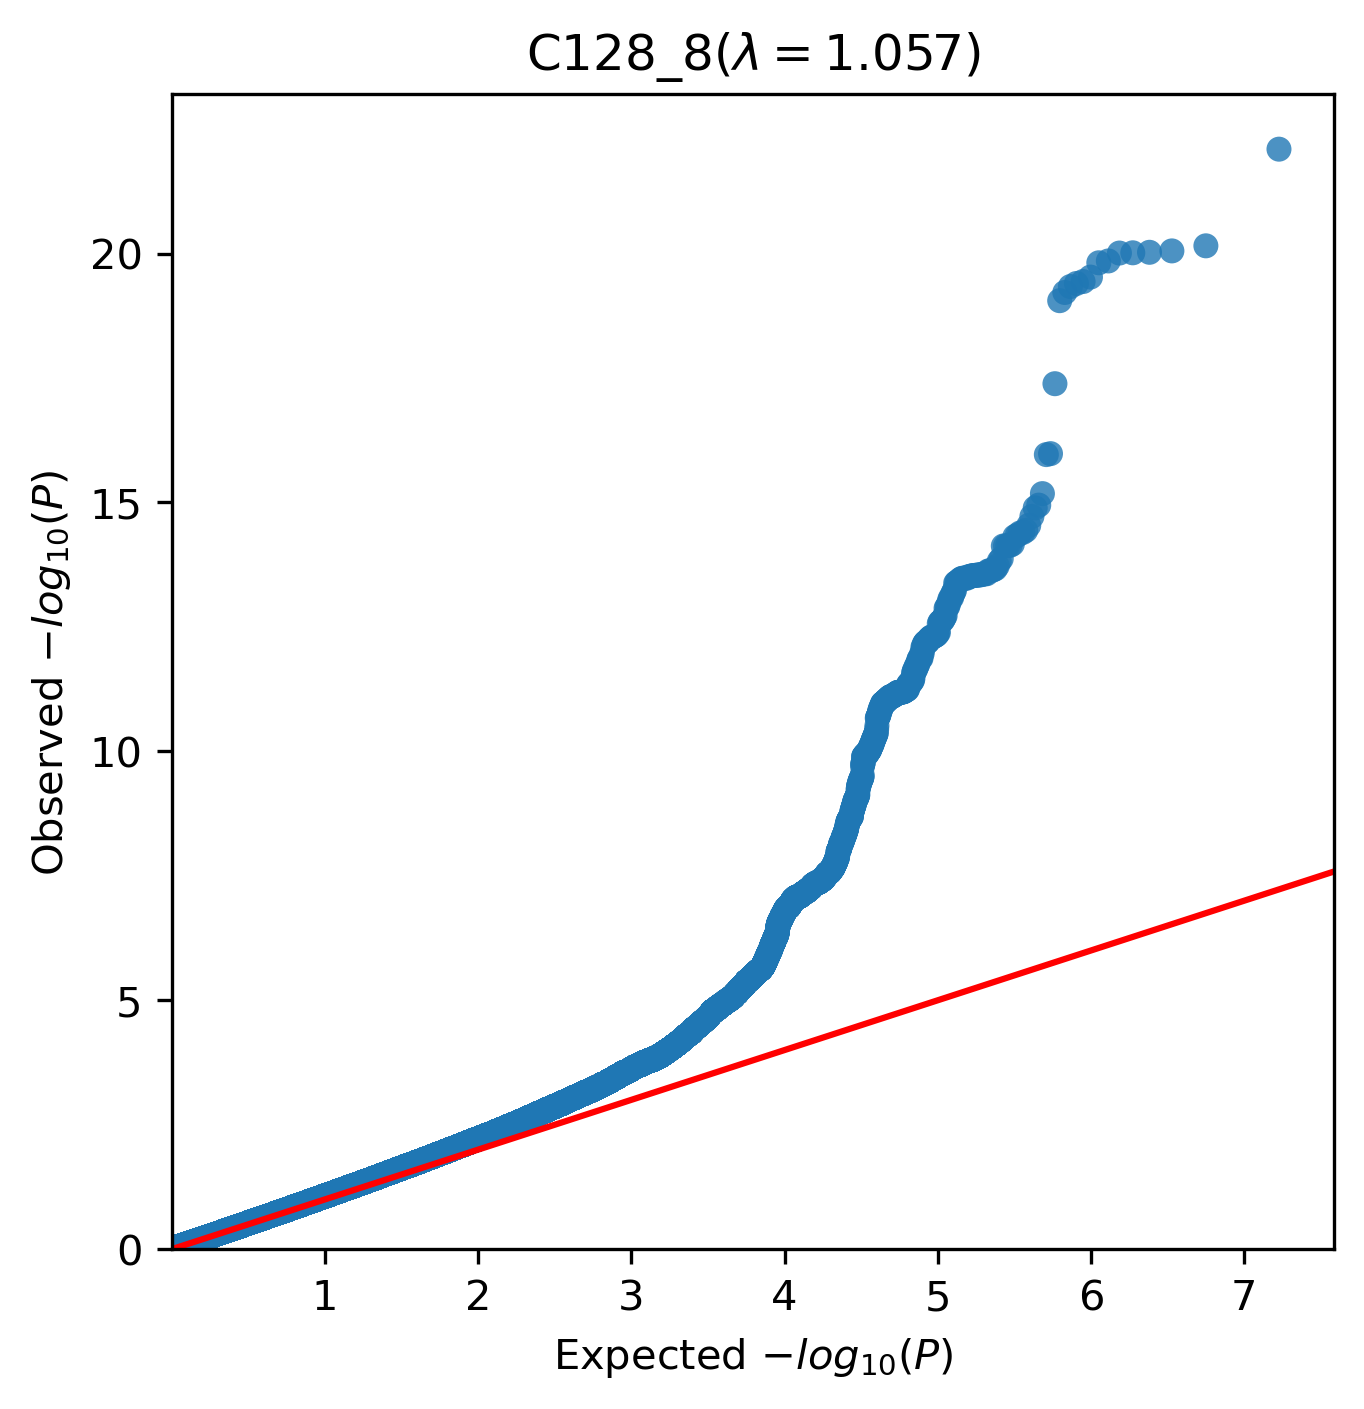 C128_8(λ = 1.057)
Observed −log₁₀(P)
20
15
10
5
0
1 2 3 4 5 6 7
Expected −log₁₀(P)